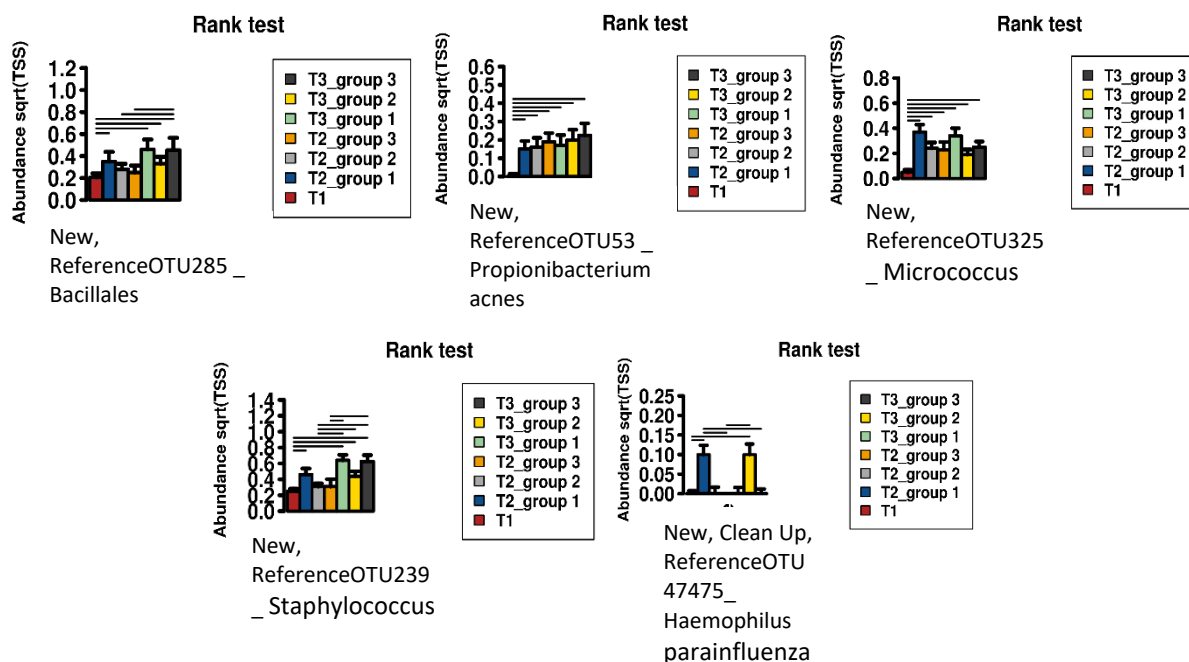 Rank test
Abundance sqrt(TSS)
1.2
1.0
0.8
0.6
0.4
0.2
0.0
T3_group 3
T3_group 2
T3_group 1
T2_group 3
T2_group 2
T2_group 1
T1
New,
ReferenceOTU285 _
Bacillales
Rank test
Abundance sqrt(TSS)
0.6
0.5
0.4
0.3
0.2
0.1
0.0
T3_group 3
T3_group 2
T3_group 1
T2_group 3
T2_group 2
T2_group 1
T1
New,
ReferenceOTU53 _
Propionibacterium
acnes
Rank test
Abundance sqrt(TSS)
0.8
0.6
0.4
0.2
0.0
T3_group 3
T3_group 2
T3_group 1
T2_group 3
T2_group 2
T2_group 1
T1
New,
ReferenceOTU325
_ Micrococcus
Rank test
Abundance sqrt(TSS)
1.4
1.2
1.0
0.8
0.6
0.4
0.2
0.0
T3_group 3
T3_group 2
T3_group 1
T2_group 3
T2_group 2
T2_group 1
T1
New,
ReferenceOTU239
_ Staphylococcus
Rank test
Abundance sqrt(TSS)
0.25
0.20
0.15
0.10
0.05
0.00
T3_group 3
T3_group 2
T3_group 1
T2_group 3
T2_group 2
T2_group 1
T1
New, Clean Up,
ReferenceOTU
47475_
Haemophilus
parainfluenza